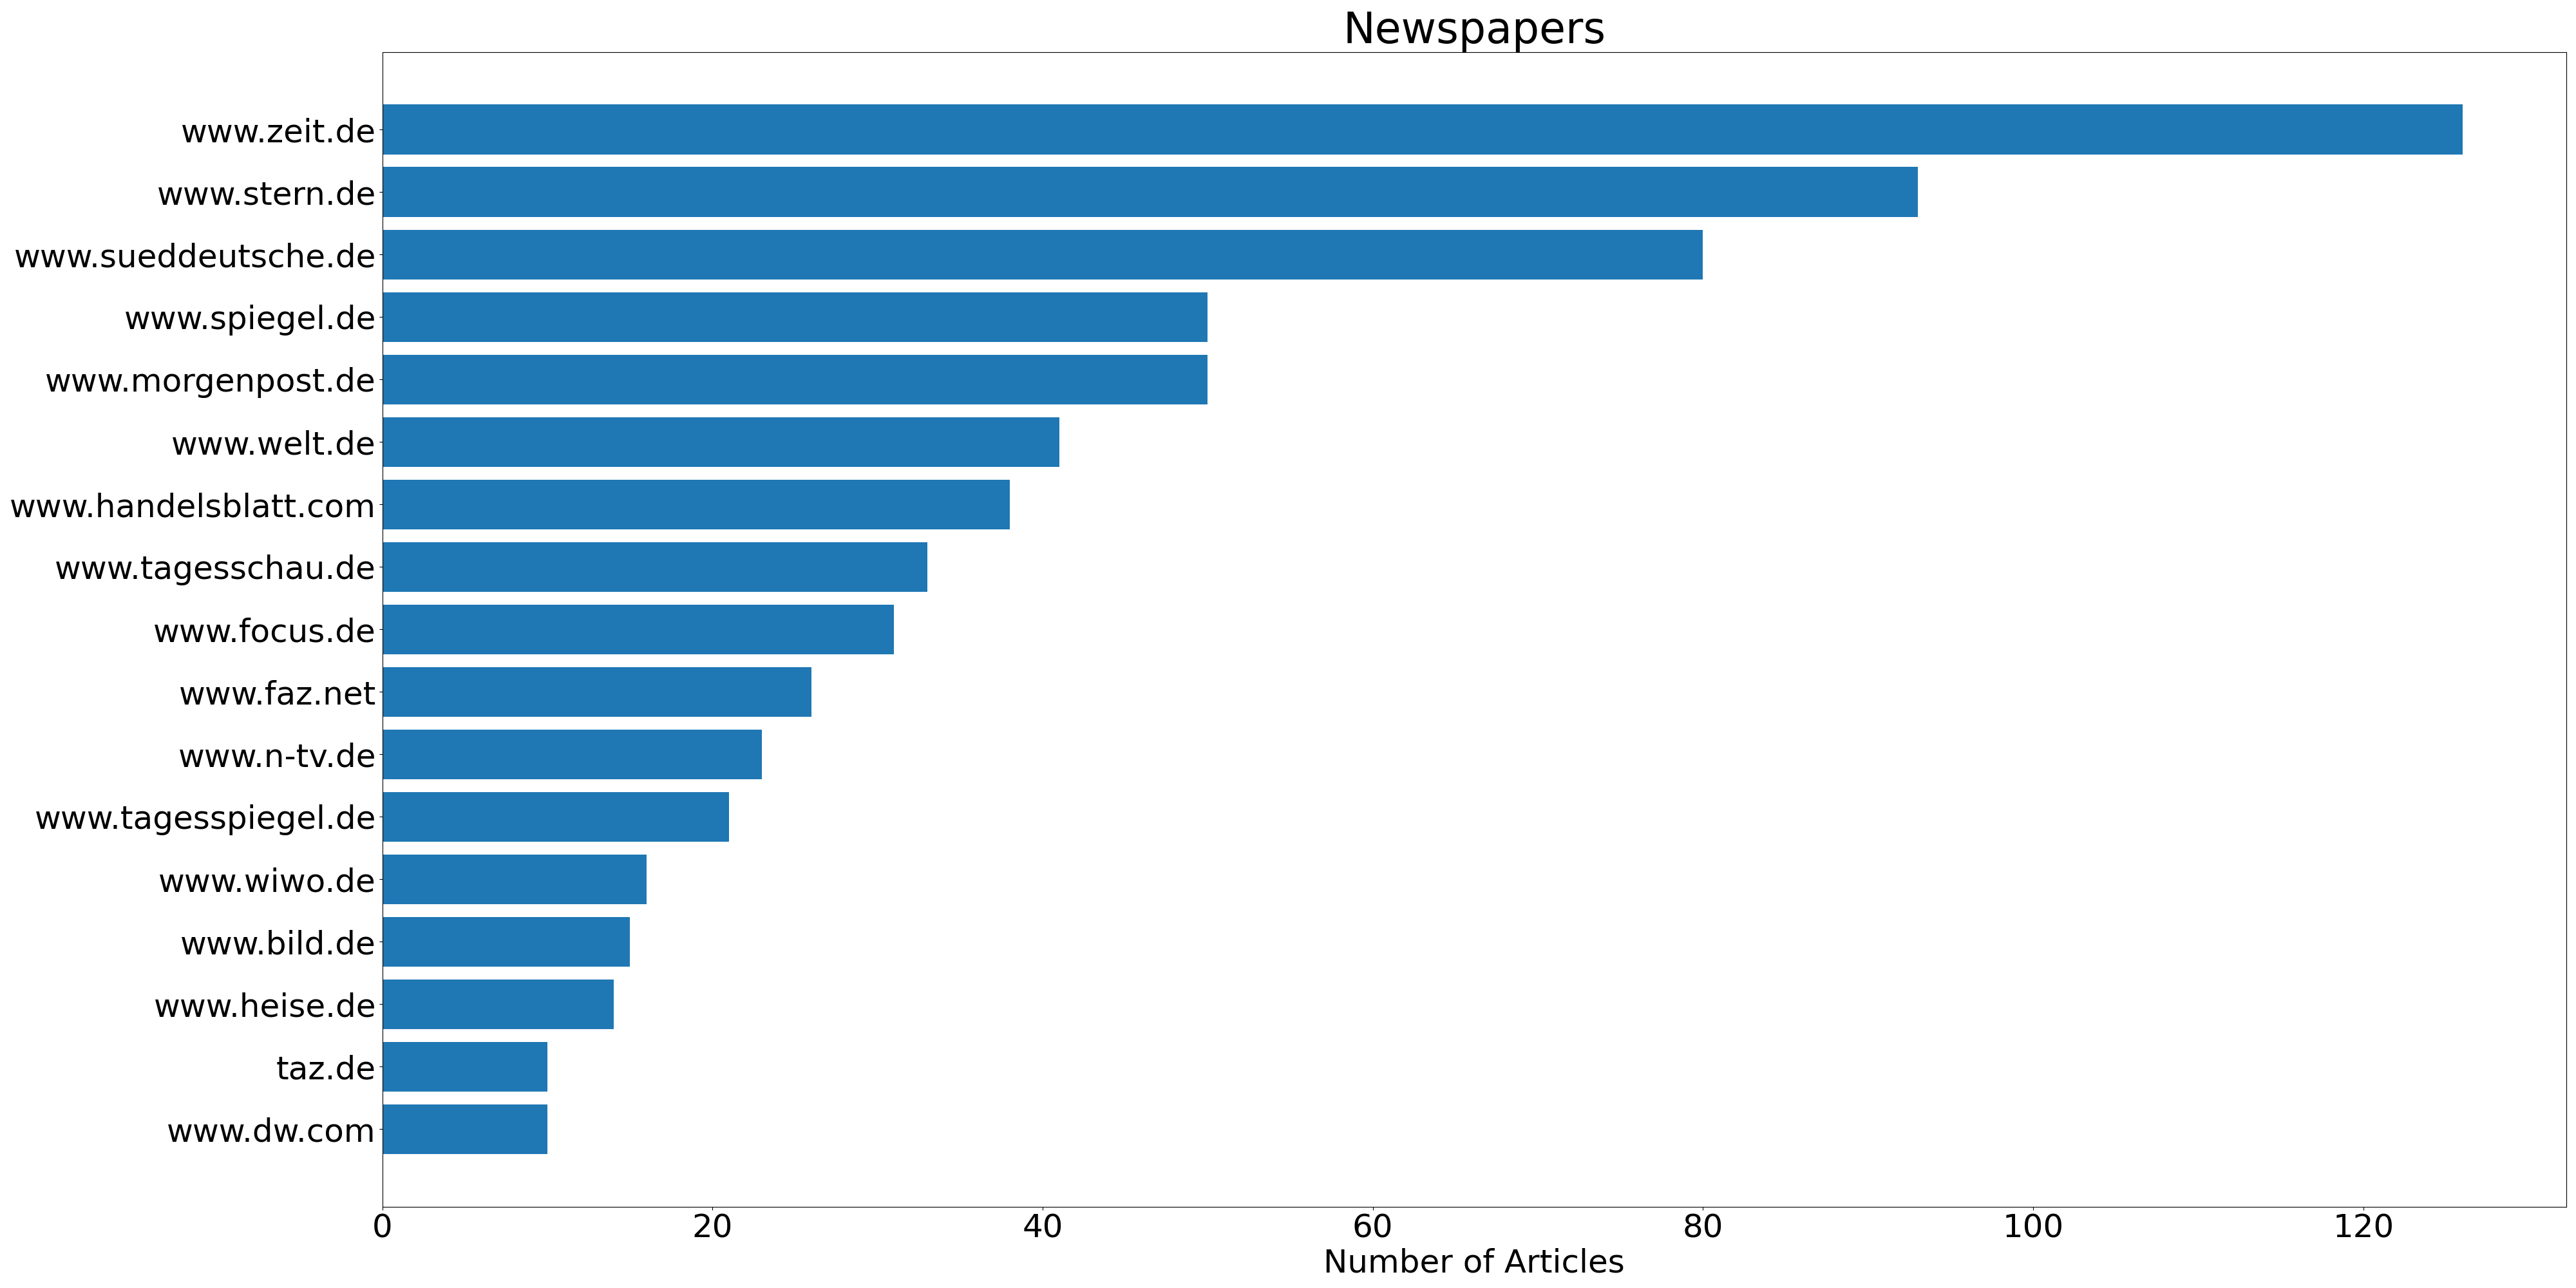 Newspapers
www.zeit.de
www.stern.de
www.sueddeutsche.de
www.spiegel.de
www.morgenpost.de
www.welt.de
www.handelsblatt.com
www.tagesschau.de
www.focus.de
www.faz.net
www.n-tv.de
www.tagesspiegel.de
www.wiwo.de
www.bild.de
www.heise.de
taz.de
www.dw.com
0 20 40 60 80 100 120
Number of Articles